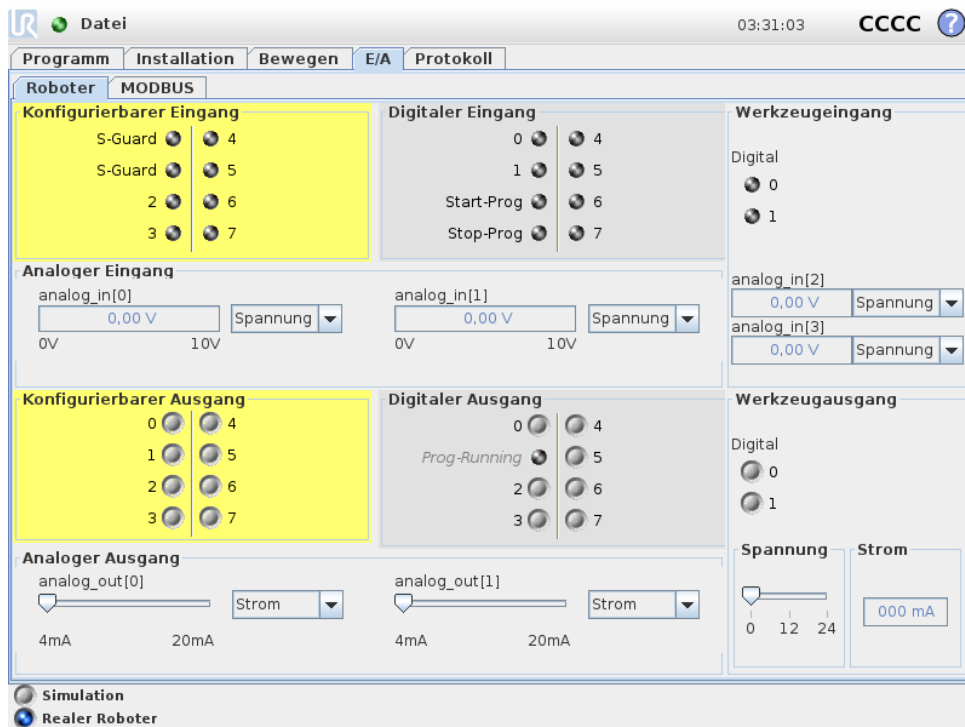 UR Datei 03:31:03 CCCC ?
Programm Installation Bewegen E/A Protokoll
Roboter MODBUS
Konfigurierbarer Eingang
S-Guard 4
S-Guard 5
2 6
3 7
Digitaler Eingang
0 4
1 5
Start-Prog 6
Stop-Prog 7
Werkzeugeingang
Digital
0
1
analog_in[2]
0,00 V Spannung
analog_in[3]
0,00 V Spannung
Analoger Eingang
analog_in[0]
0,00 V Spannung
0V 10V
analog_in[1]
0,00 V Spannung
0V 10V
Konfigurierbarer Ausgang
0 4
1 5
2 6
3 7
Digitaler Ausgang
0 4
Prog-Running 5
2 6
3 7
Werkzeugausgang
Digital
0
1
Spannung
0 12 24
Strom
000 mA
Analoger Ausgang
analog_out[0]
Strom
4mA 20mA
analog_out[1]
Strom
4mA 20mA
Simulation
Realer Roboter